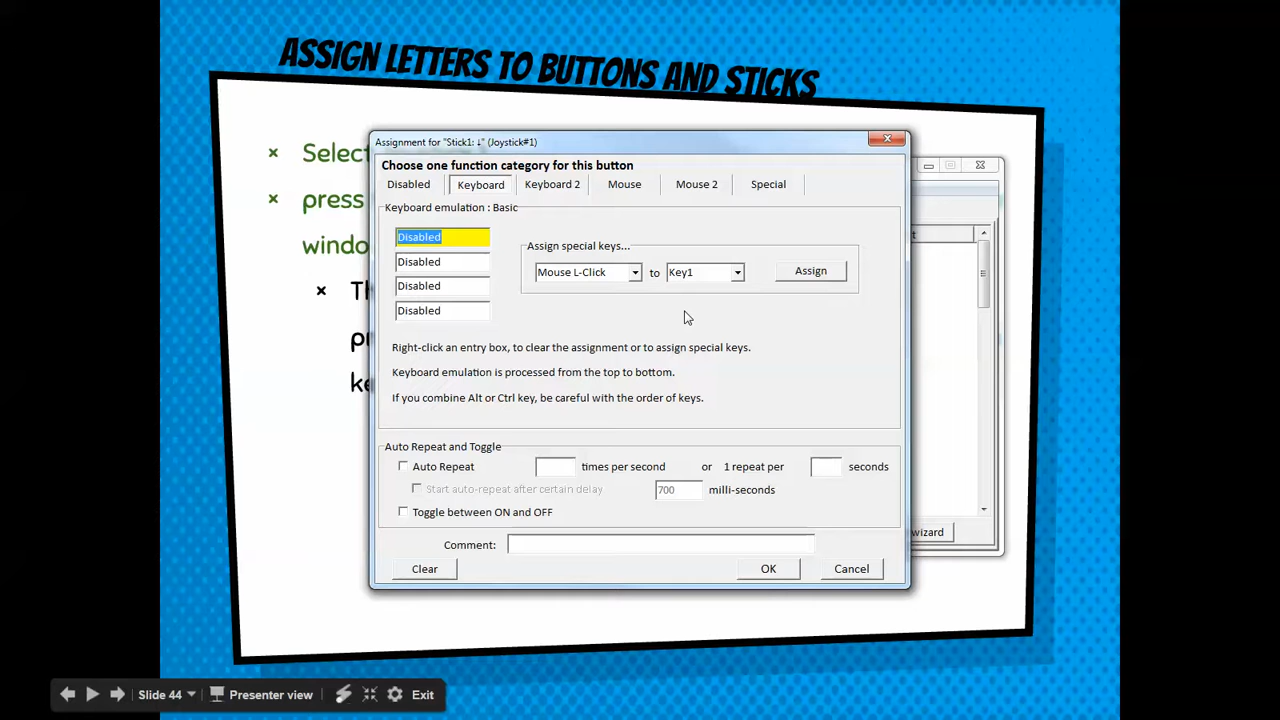 ASSIGN LETTERS TO BUTTONS AND STICKS
× Select
× press
windo
×
Assignment for "Stick1: ↓" (Joystick#1)
Choose one function category for this button
Disabled Keyboard Keyboard 2 Mouse Mouse 2 Special
Keyboard emulation : Basic
Disabled
Disabled
Disabled
Disabled
Assign special keys...
Mouse L-Click to Key1 Assign
Right-click an entry box, to clear the assignment or to assign special keys.
Keyboard emulation is processed from the top to bottom.
If you combine Alt or Ctrl key, be careful with the order of keys.
Auto Repeat and Toggle
Auto Repeat times per second or 1 repeat per seconds
Start auto-repeat after certain delay 700 milli-seconds
Toggle between ON and OFF
Comment:
Clear OK Cancel
wizard
Slide 44 Presenter view Exit